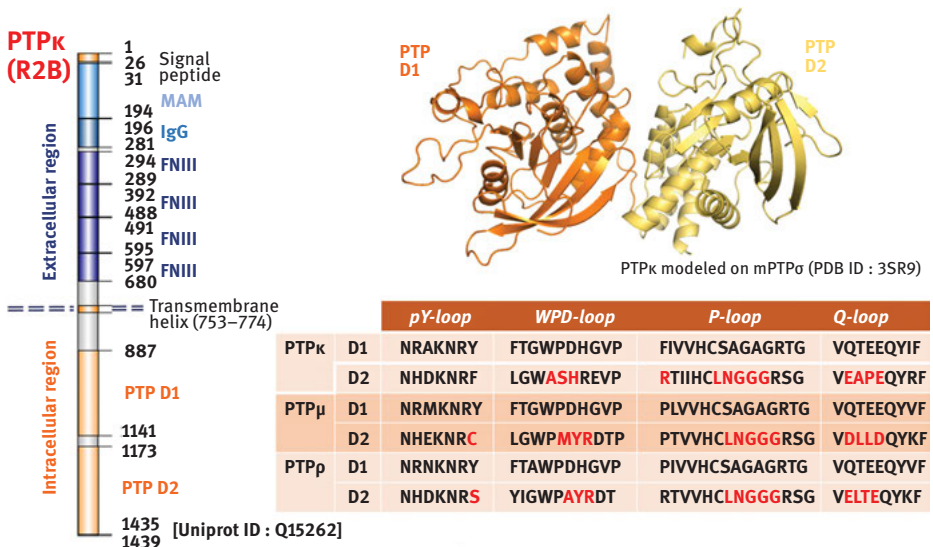 PTPκ
(R2B)
1
26
31
194
196
281
294
289
392
488
491
595
597
680
887
1141
1173
1435
1439
Signal
peptide
MAM
IgG
FNIII
FNIII
FNIII
FNIII
Transmembrane
helix (753–774)
PTP D1
PTP D2
Extracellular region
Intracellular region
[Uniprot ID : Q15262]
PTP
D1
PTP
D2
PTPκ modeled on mPTPσ (PDB ID : 3SR9)
pY-loop WPD-loop P-loop Q-loop
PTPκ D1 NRAKNRY FTGWPDHGVP FIVVHCSAGAGRTG VQTEEQYIF
D2 NHDKNRF LGWASHREVP RTIIHCLNGGGRSG VEAPEQYRF
PTPμ D1 NRMKNRY FTGWPDHGVP PLVVHCSAGAGRTG VQTEEQYVF
D2 NHEKNRC LGWPMYRDTP PTVVHCLNGGGRSG VDLLDQYKF
PTPρ D1 NRNKNRY FTAWPDHGVP PIVVHCSAGAGRTG VQTEEQYVF
D2 NHDKNRS YIGWPAYRDT RTVVHCLNGGGRSG VELTEQYKF